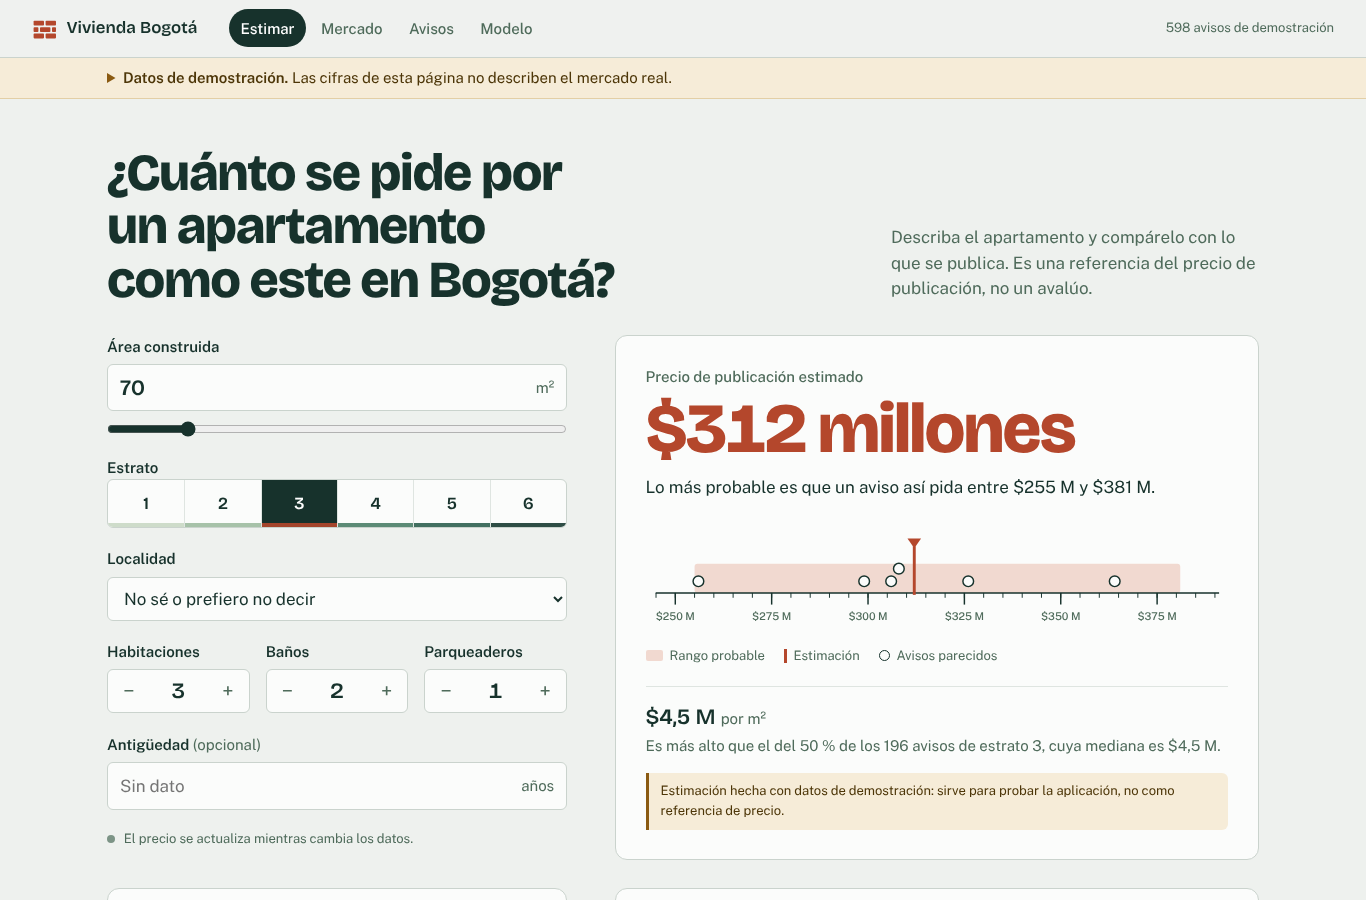 Vivienda Bogotá
Estimar
Mercado
Avisos
Modelo
598 avisos de demostración
Datos de demostración. Las cifras de esta página no describen el mercado real.
¿Cuánto se pide por
un apartamento
como este en Bogotá?
Describa el apartamento y compárelo con lo
que se publica. Es una referencia del precio de
publicación, no un avalúo.
Área construida
70
m²
Estrato
1
2
3
4
5
6
Localidad
No sé o prefiero no decir
Habitaciones
Baños
Parqueaderos
− 3 +
− 2 +
− 1 +
Antigüedad (opcional)
Sin dato
años
El precio se actualiza mientras cambia los datos.
Precio de publicación estimado
$312 millones
Lo más probable es que un aviso así pida entre $255 M y $381 M.
$250 M
$275 M
$300 M
$325 M
$350 M
$375 M
Rango probable
Estimación
Avisos parecidos
$4,5 M por m²
Es más alto que el del 50 % de los 196 avisos de estrato 3, cuya mediana es $4,5 M.
Estimación hecha con datos de demostración: sirve para probar la aplicación, no como
referencia de precio.